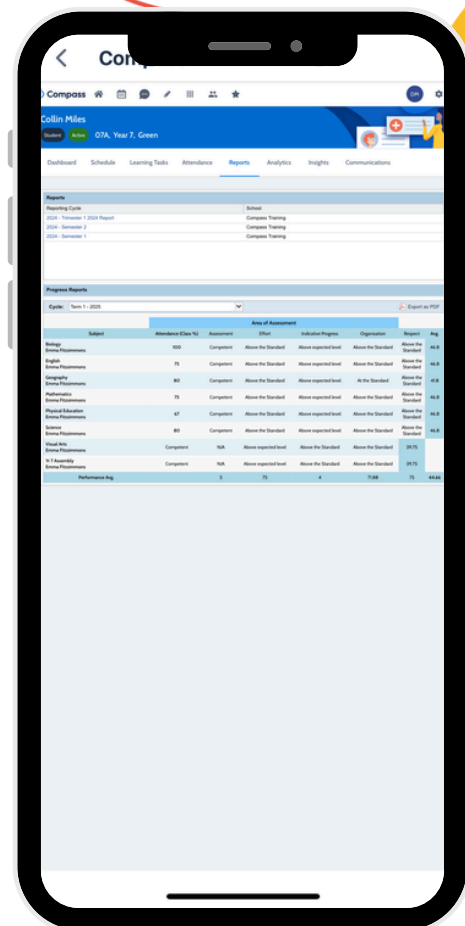 Com
Compass
DM
Collin Miles
Student Active 07A, Year 7, Green
Dashboard Schedule Learning Tasks Attendance Reports Analytics Insights Communications
Reports
Reporting Cycle School
2024 - Trimester 1 2024 Report Compass Training
2024 - Semester 2 Compass Training
2024 - Semester 1 Compass Training
Progress Reports
Cycle: Term 1 - 2025 Export as PDF
Area of Assessment
Subject Attendance (Class %) Assessment Effort Indicative Progress Organisation Respect Avg
Biology
Emma Fitzsimmons 100 Competent Above the Standard Above expected level Above the Standard Above the Standard 46.8
English
Emma Fitzsimmons 75 Competent Above the Standard Above expected level Above the Standard Above the Standard 46.8
Geography
Emma Fitzsimmons 80 Competent Above the Standard Above expected level At the Standard Above the Standard 41.8
Mathematics
Emma Fitzsimmons 75 Competent Above the Standard Above expected level Above the Standard Above the Standard 46.8
Physical Education
Emma Fitzsimmons 67 Competent Above the Standard Above expected level Above the Standard Above the Standard 46.8
Science
Emma Fitzsimmons 80 Competent Above the Standard Above expected level Above the Standard Above the Standard 46.8
Visual Arts
Emma Fitzsimmons Competent N/A Above expected level Above the Standard Above the Standard 39.75
Yr 7 Assembly
Emma Fitzsimmons Competent N/A Above expected level Above the Standard Above the Standard 39.75
Performance Avg. 5 75 4 71.88 75 44.66